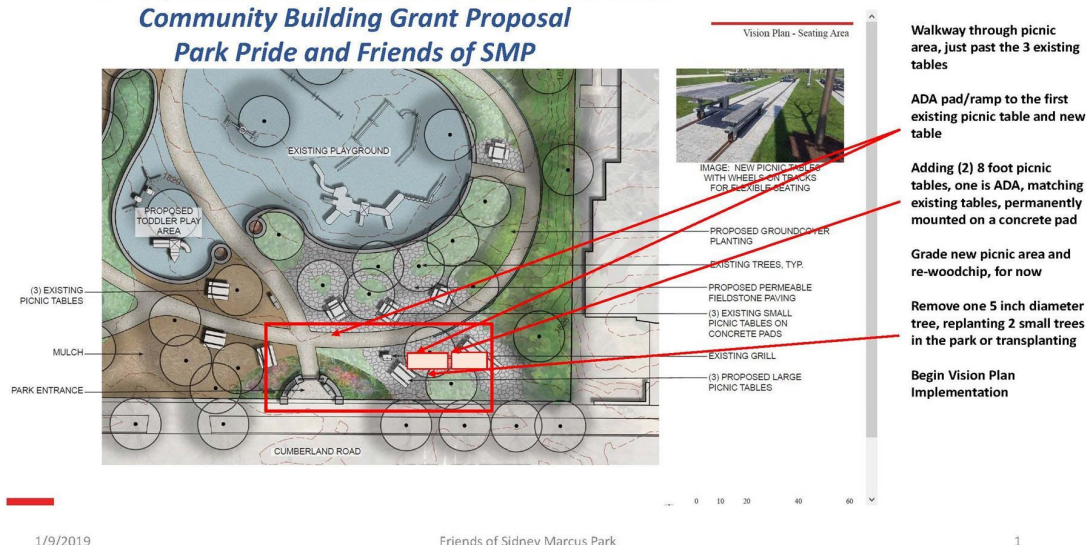 Community Building Grant Proposal
Park Pride and Friends of SMP
Vision Plan - Seating Area
IMAGE: NEW PICNIC TABLES
WITH WHEELS ON TRACKS
FOR FLEXIBLE SEATING
EXISTING PLAYGROUND
PROPOSED
TODDLER PLAY
AREA
(3) EXISTING
PICNIC TABLES
MULCH
PARK ENTRANCE
CUMBERLAND ROAD
PROPOSED GROUNDCOVER
PLANTING
EXISTING TREES, TYP.
PROPOSED PERMEABLE
FIELDSTONE PAVING
(3) EXISTING SMALL
PICNIC TABLES ON
CONCRETE PADS
EXISTING GRILL
(3) PROPOSED LARGE
PICNIC TABLES
0 10 20 40 60
Walkway through picnic
area, just past the 3 existing
tables
ADA pad/ramp to the first
existing picnic table and new
table
Adding (2) 8 foot picnic
tables, one is ADA, matching
existing tables, permanently
mounted on a concrete pad
Grade new picnic area and
re-woodchip, for now
Remove one 5 inch diameter
tree, replanting 2 small trees
in the park or transplanting
Begin Vision Plan
Implementation
1/9/2019
Friends of Sidney Marcus Park
1